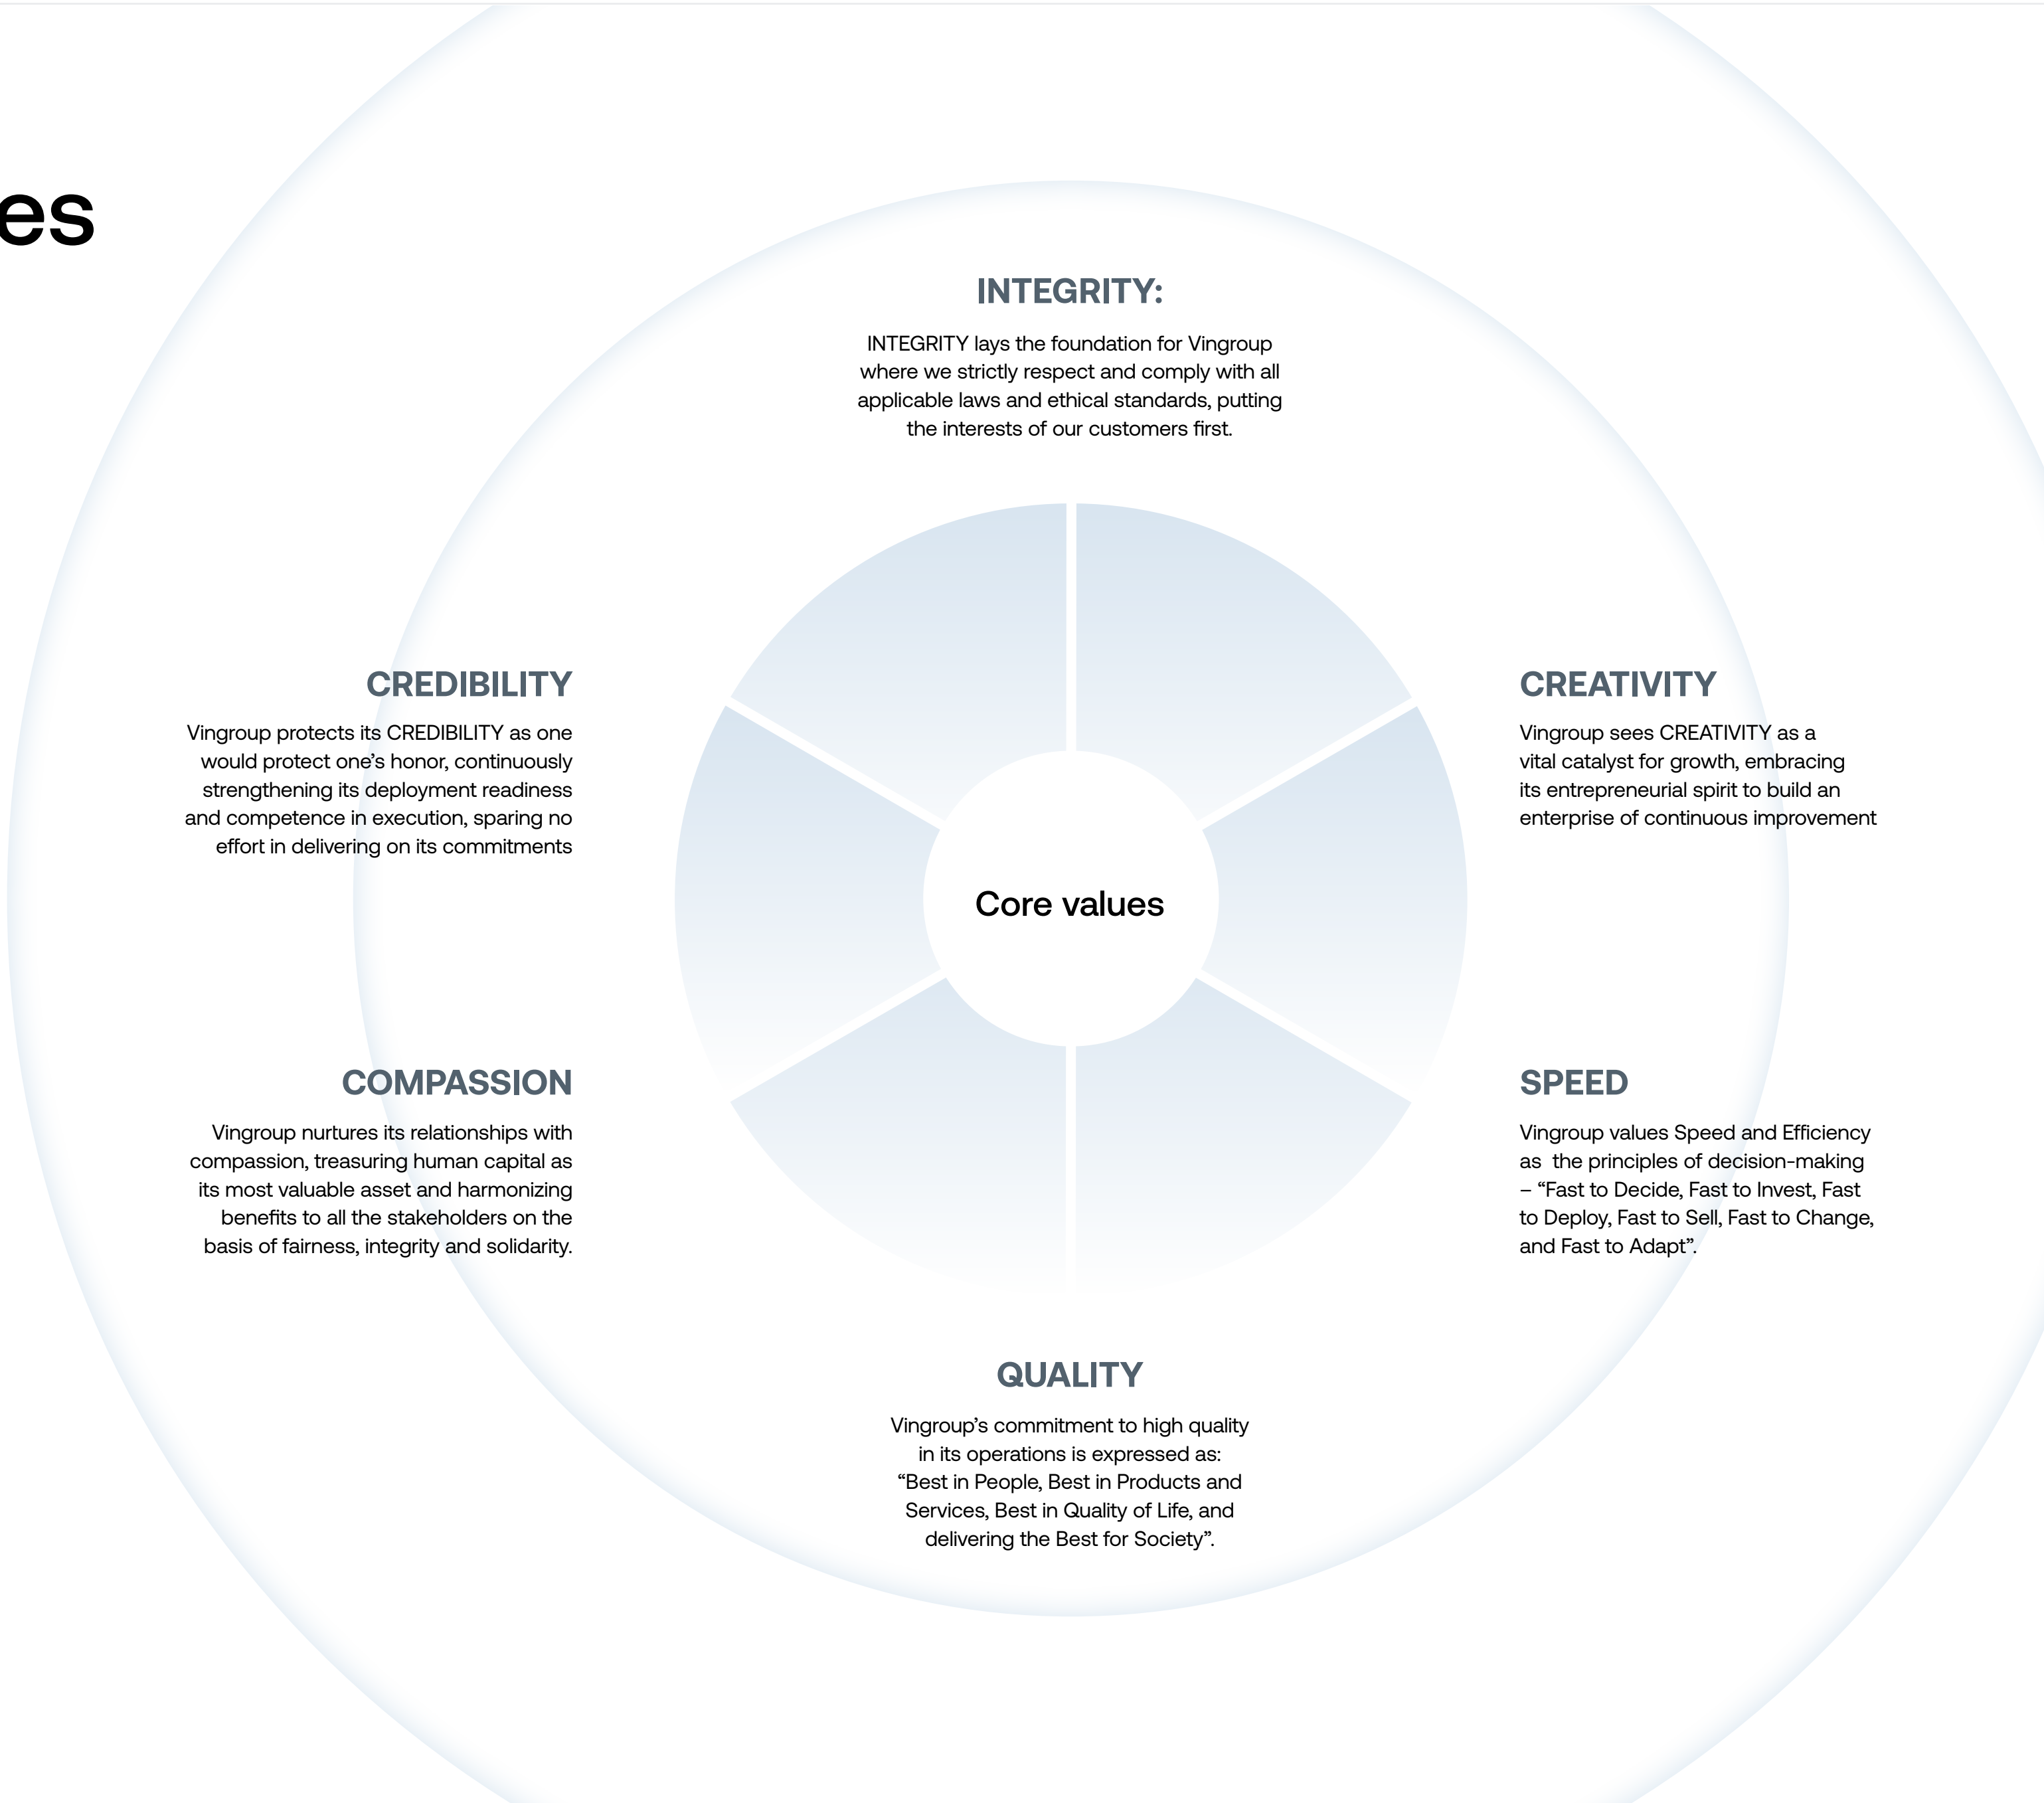 es
INTEGRITY:
INTEGRITY lays the foundation for Vingroup
where we strictly respect and comply with all
applicable laws and ethical standards, putting
the interests of our customers first.
CREDIBILITY
Vingroup protects its CREDIBILITY as one
would protect one’s honor, continuously
strengthening its deployment readiness
and competence in execution, sparing no
effort in delivering on its commitments
CREATIVITY
Vingroup sees CREATIVITY as a
vital catalyst for growth, embracing
its entrepreneurial spirit to build an
enterprise of continuous improvement
Core values
COMPASSION
Vingroup nurtures its relationships with
compassion, treasuring human capital as
its most valuable asset and harmonizing
benefits to all the stakeholders on the
basis of fairness, integrity and solidarity.
SPEED
Vingroup values Speed and Efficiency
as  the principles of decision-making
– “Fast to Decide, Fast to Invest, Fast
to Deploy, Fast to Sell, Fast to Change,
and Fast to Adapt”.
QUALITY
Vingroup’s commitment to high quality
in its operations is expressed as:
“Best in People, Best in Products and
Services, Best in Quality of Life, and
delivering the Best for Society”.